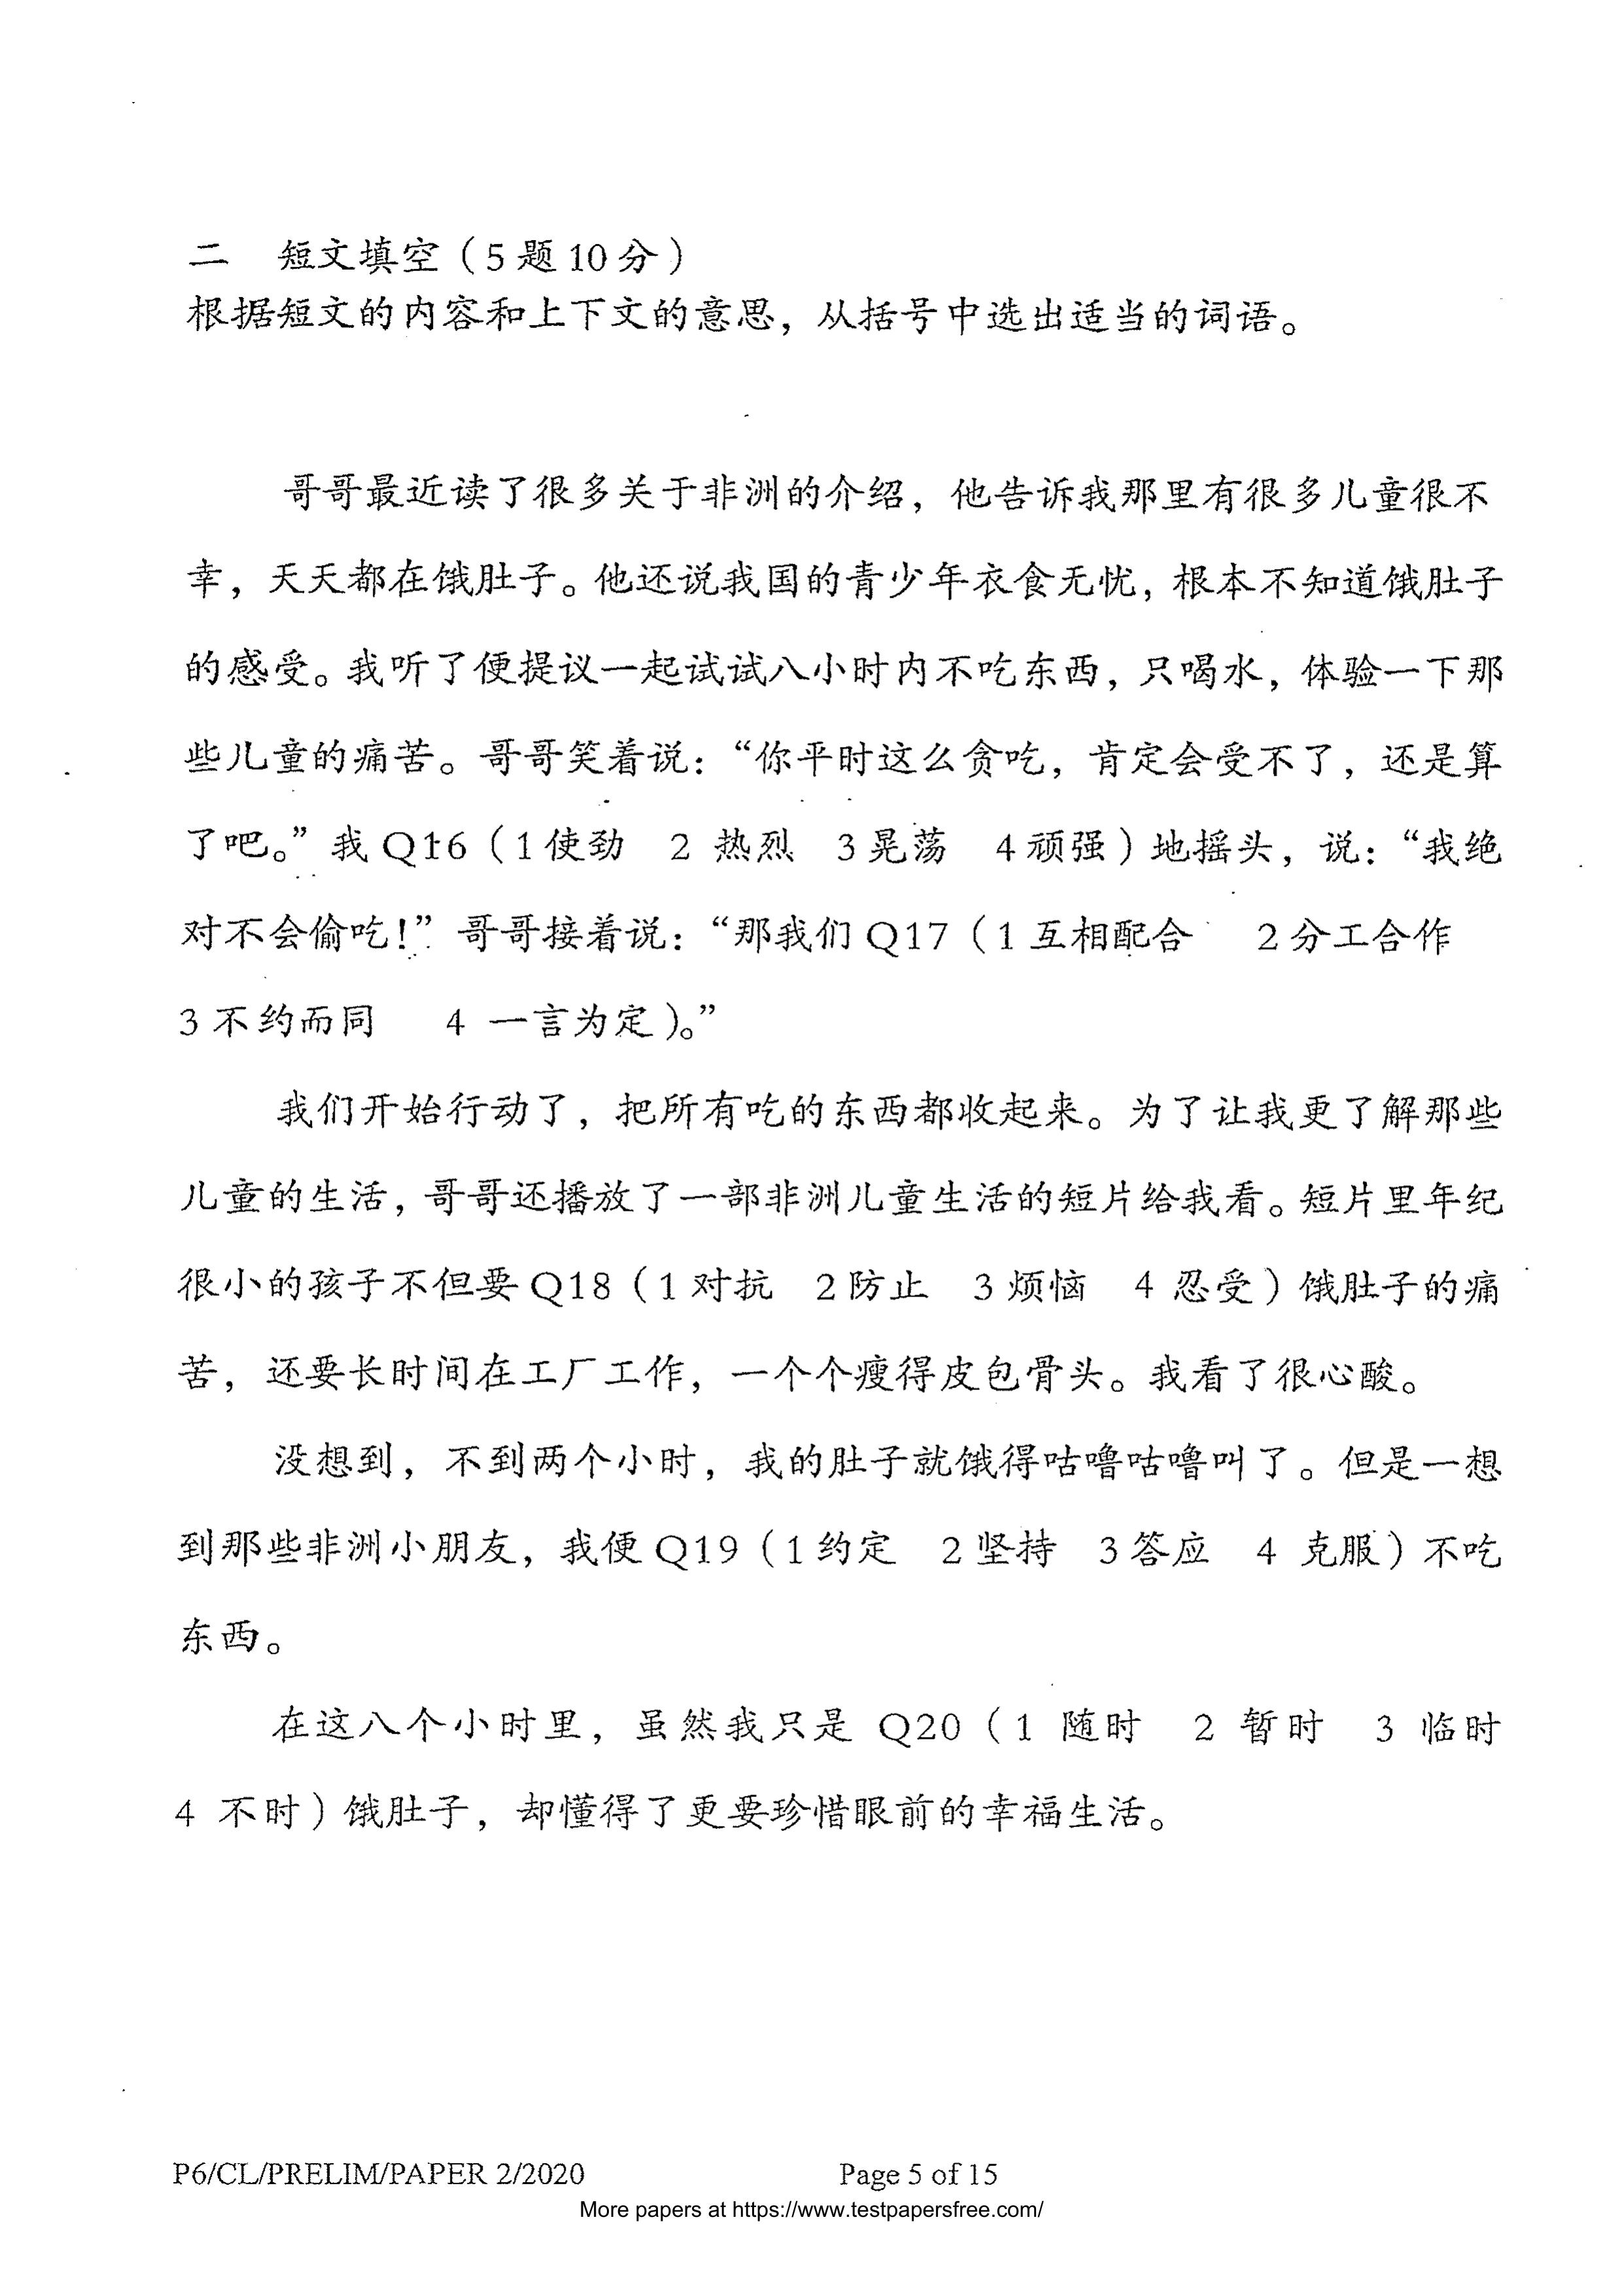 二 短文填空（5题10分）
根据短文的内容和上下文的意思，从括号中选出适当的词语。
哥哥最近读了很多关于非洲的介绍，他告诉我那里有很多儿童很不
幸，天天都在饿肚子。他还说我国的青少年衣食无忧，根本不知道饿肚子
的感受。我听了便提议一起试试八小时内不吃东西，只喝水，体验一下那
些儿童的痛苦。哥哥笑着说：“你平时这么贪吃，肯定会受不了，还是算
了吧。”我 Q16（1使劲 2 热烈 3晃荡 4顽强）地摇头，说：“我绝
对不会偷吃！”哥哥接着说：“那我们 Q17（1互相配合 2分工合作
3不约而同 4 一言为定）。”
我们开始行动了，把所有吃的东西都收起来。为了让我更了解那些
儿童的生活，哥哥还播放了一部非洲儿童生活的短片给我看。短片里年纪
很小的孩子不但要 Q18（1对抗 2防止 3烦恼 4 忍受）饿肚子的痛
苦，还要长时间在工厂工作，一个个瘦得皮包骨头。我看了很心酸。
没想到，不到两个小时，我的肚子就饿得咕噜咕噜叫了。但是一想
到那些非洲小朋友，我便 Q19（1约定 2坚持 3答应 4 克服）不吃
东西。
在这八个小时里，虽然我只是 Q20（1 随时 2 暂时 3 临时
4 不时）饿肚子，却懂得了更要珍惜眼前的幸福生活。
P6/CL/PRELIM/PAPER 2/2020 Page 5 of 15
More papers at https://www.testpapersfree.com/